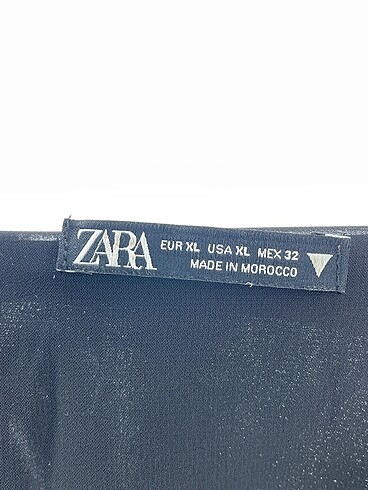 ZARA
EUR XL USA XL MEX 32
MADE IN MOROCCO